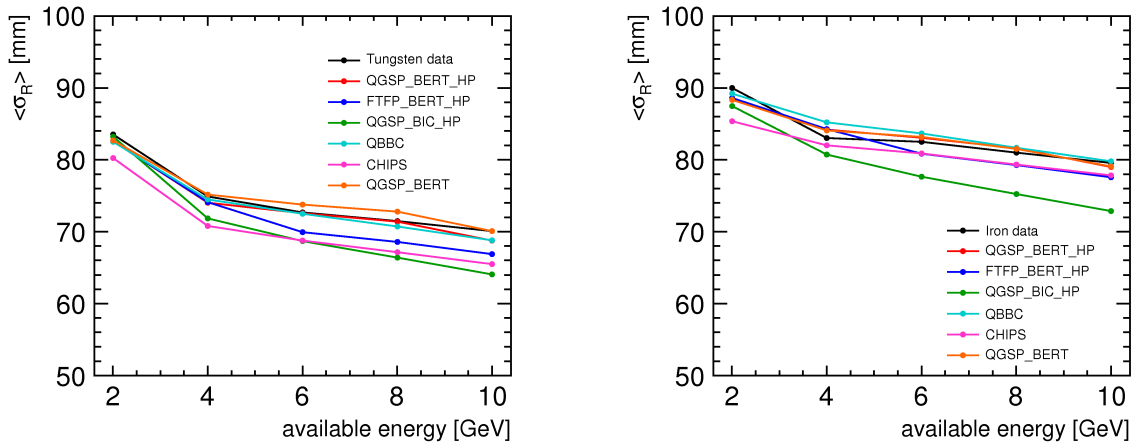 <σR> [mm]
100
90
80
70
60
50
Tungsten data
QGSP_BERT_HP
FTFP_BERT_HP
QGSP_BIC_HP
QBBC
CHIPS
QGSP_BERT
2 4 6 8 10
available energy [GeV]
<σR> [mm]
100
90
80
70
60
50
Iron data
QGSP_BERT_HP
FTFP_BERT_HP
QGSP_BIC_HP
QBBC
CHIPS
QGSP_BERT
2 4 6 8 10
available energy [GeV]